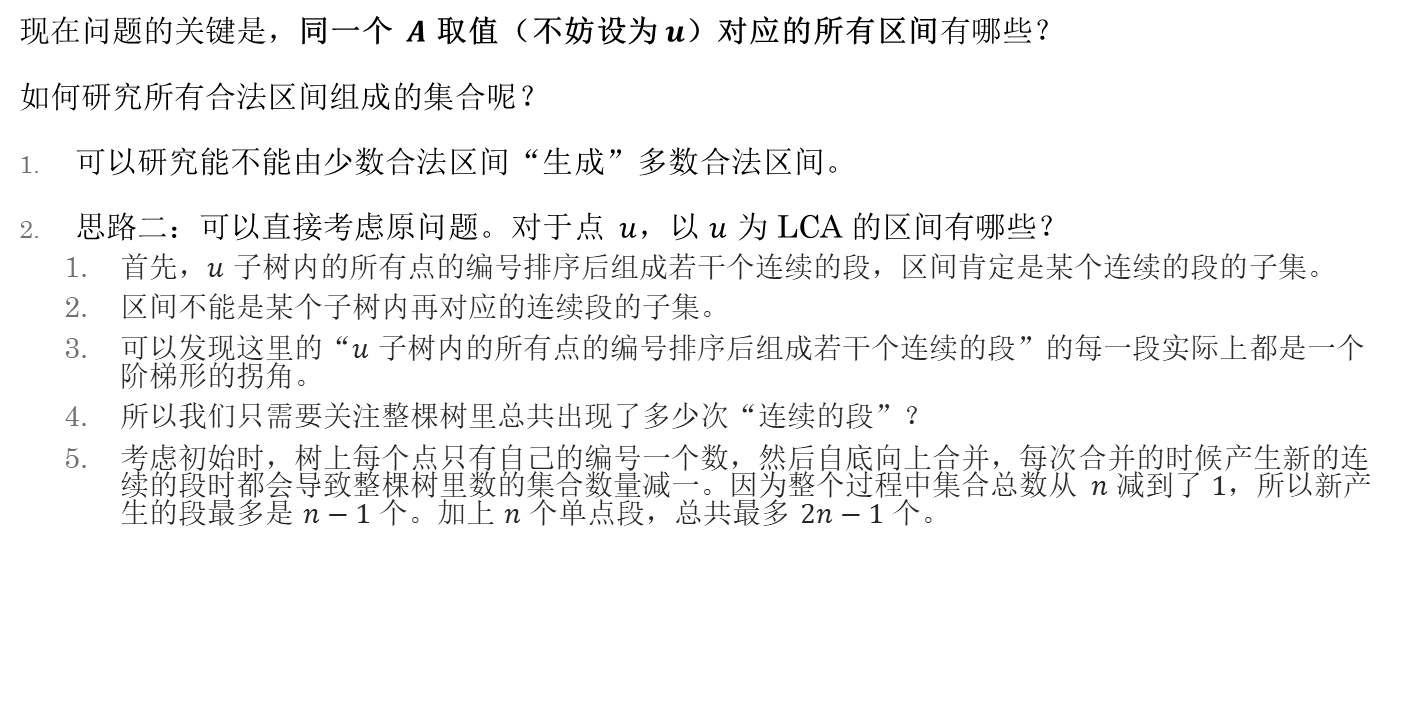 现在问题的关键是，同一个 A 取值（不妨设为 u）对应的所有区间有哪些？
如何研究所有合法区间组成的集合呢？
1. 可以研究能不能由少数合法区间“生成”多数合法区间。
2. 思路二：可以直接考虑原问题。对于点 u，以 u 为 LCA 的区间有哪些？
1. 首先，u 子树内的所有点的编号排序后组成若干个连续的段，区间肯定是某个连续的段的子集。
2. 区间不能是某个子树内再对应的连续段的子集。
3. 可以发现这里的“u 子树内的所有点的编号排序后组成若干个连续的段”的每一段实际上都是一个
阶梯形的拐角。
4. 所以我们只需要关注整棵树里总共出现了多少次“连续的段”？
5. 考虑初始时，树上每个点只有自己的编号一个数，然后自底向上合并，每次合并的时候产生新的连
续的段时都会导致整棵树里数的集合数量减一。因为整个过程中集合总数从 n 减到了 1，所以新产
生的段最多是 n − 1 个。加上 n 个单点段，总共最多 2n − 1 个。